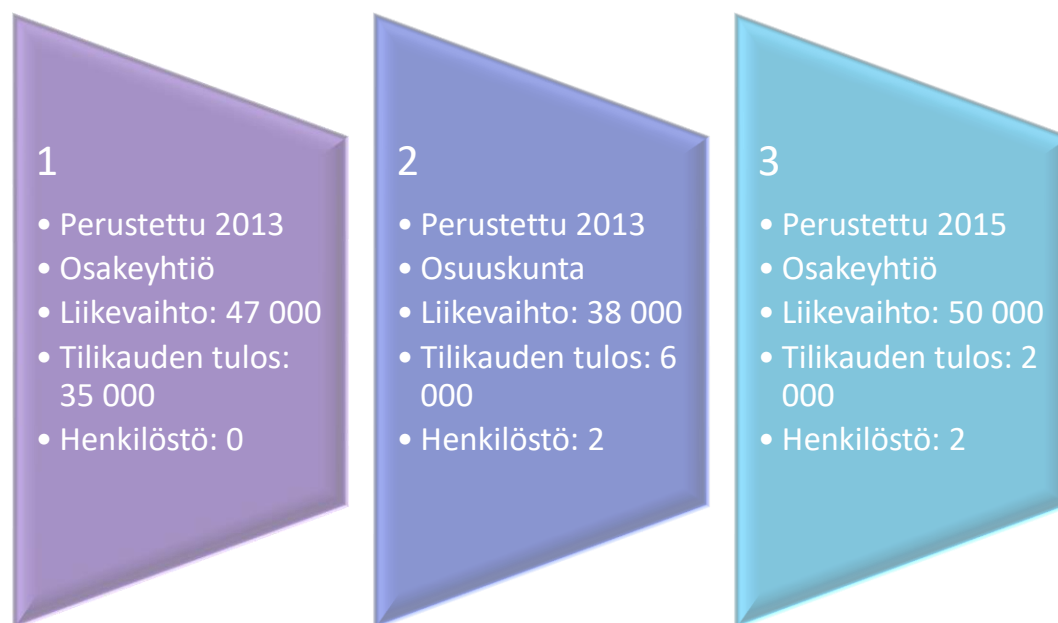 1
• Perustettu 2013
• Osakeyhtiö
• Liikevaihto: 47 000
• Tilikauden tulos:
35 000
• Henkilöstö: 0
2
• Perustettu 2013
• Osuuskunta
• Liikevaihto: 38 000
• Tilikauden tulos: 6
000
• Henkilöstö: 2
3
• Perustettu 2015
• Osakeyhtiö
• Liikevaihto: 50 000
• Tilikauden tulos: 2
000
• Henkilöstö: 2